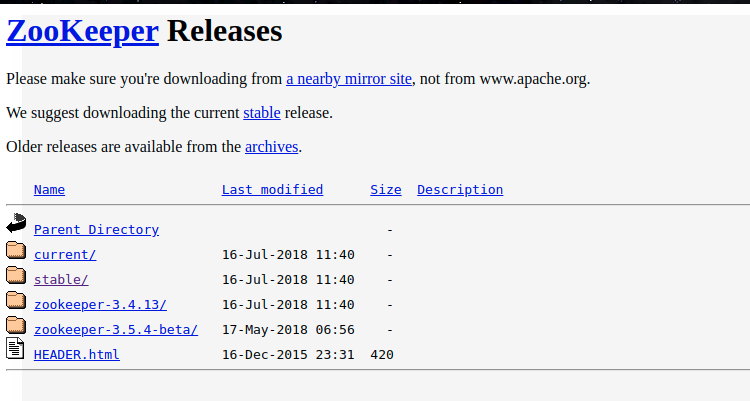 ZooKeeper Releases
Please make sure you're downloading from a nearby mirror site, not from www.apache.org.
We suggest downloading the current stable release.
Older releases are available from the archives.
Name Last modified Size Description
Parent Directory -
current/ 16-Jul-2018 11:40 -
stable/ 16-Jul-2018 11:40 -
zookeeper-3.4.13/ 16-Jul-2018 11:40 -
zookeeper-3.5.4-beta/ 17-May-2018 06:56 -
HEADER.html 16-Dec-2015 23:31 420